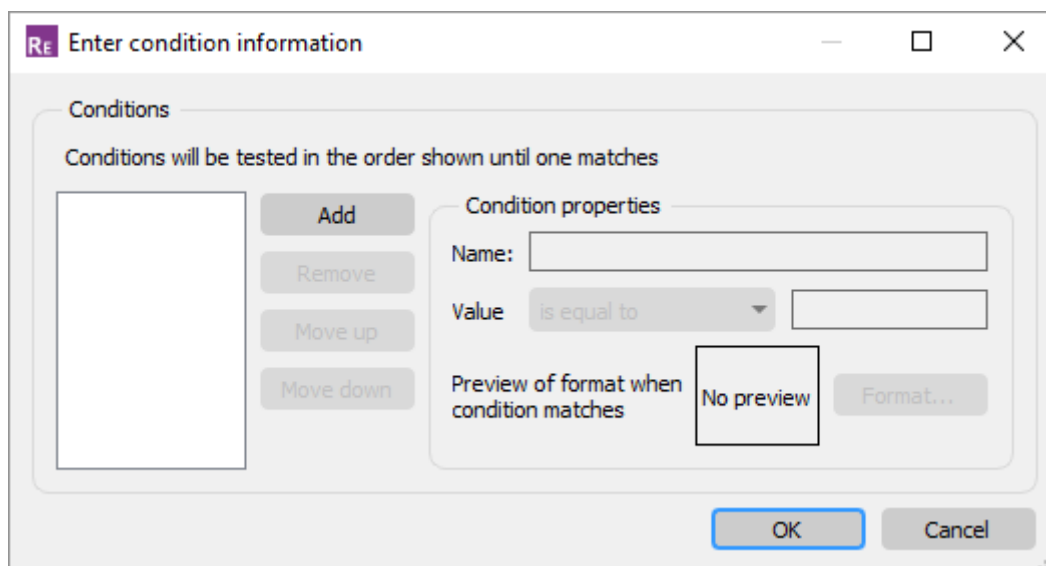 RE Enter condition information
Conditions
Conditions will be tested in the order shown until one matches
Add
Remove
Move up
Move down
Condition properties
Name:
Value
is equal to
Preview of format when
condition matches
No preview
Format...
OK
Cancel